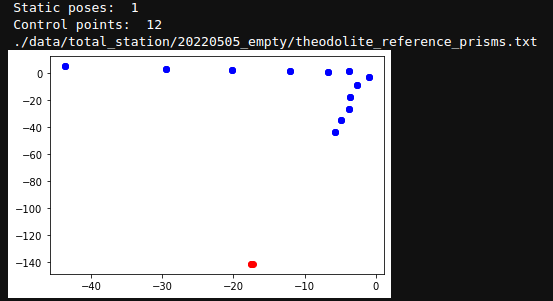 Static poses:  1
Control points:  12
./data/total_station/20220505_empty/theodolite_reference_prisms.txt
0
−20
−40
−60
−80
−100
−120
−140
−40 −30 −20 −10 0